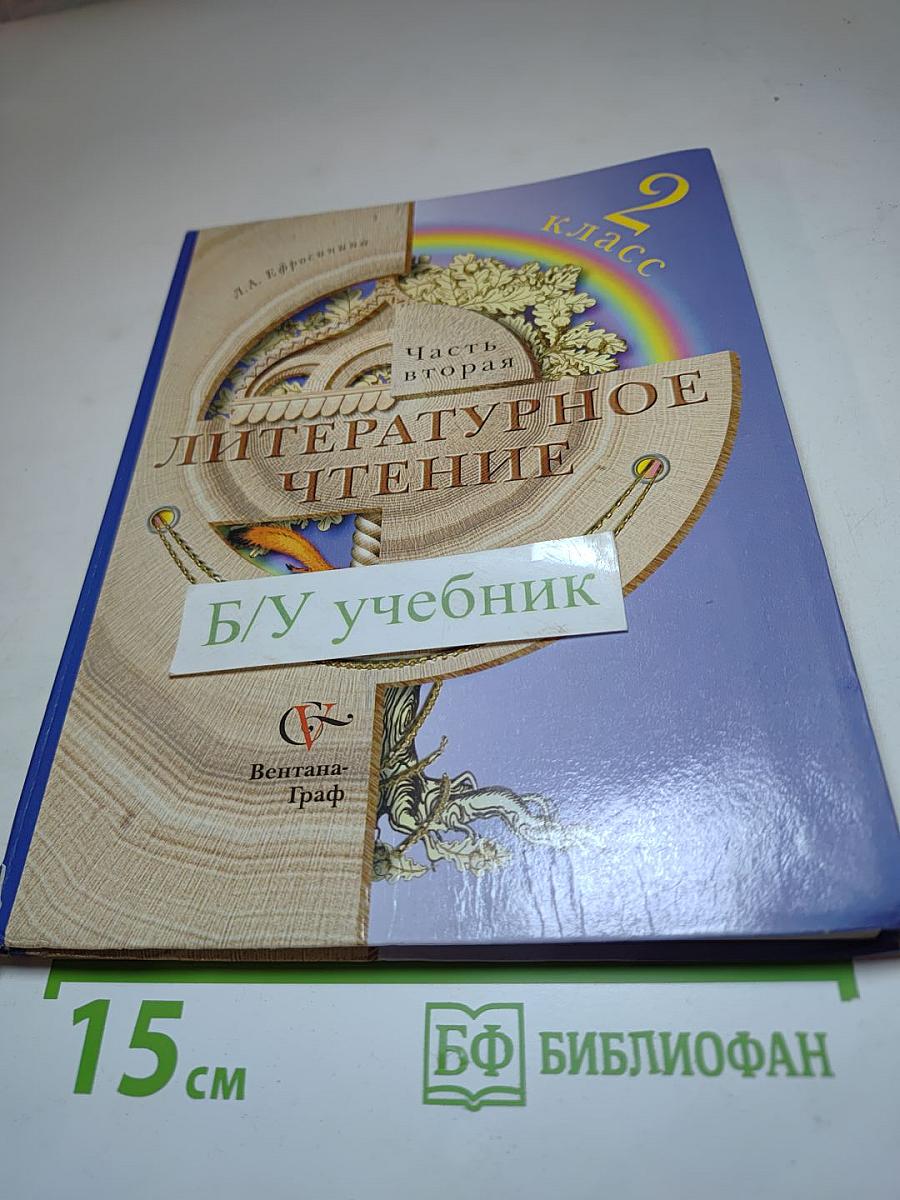 2
класс
Л.А. Ефросинина
Часть
вторая
ЛИТЕРАТУРНОЕ
ЧТЕНИЕ
Б/У учебник
Вентана-
Граф
15 см
БФ БИБЛИОФАН